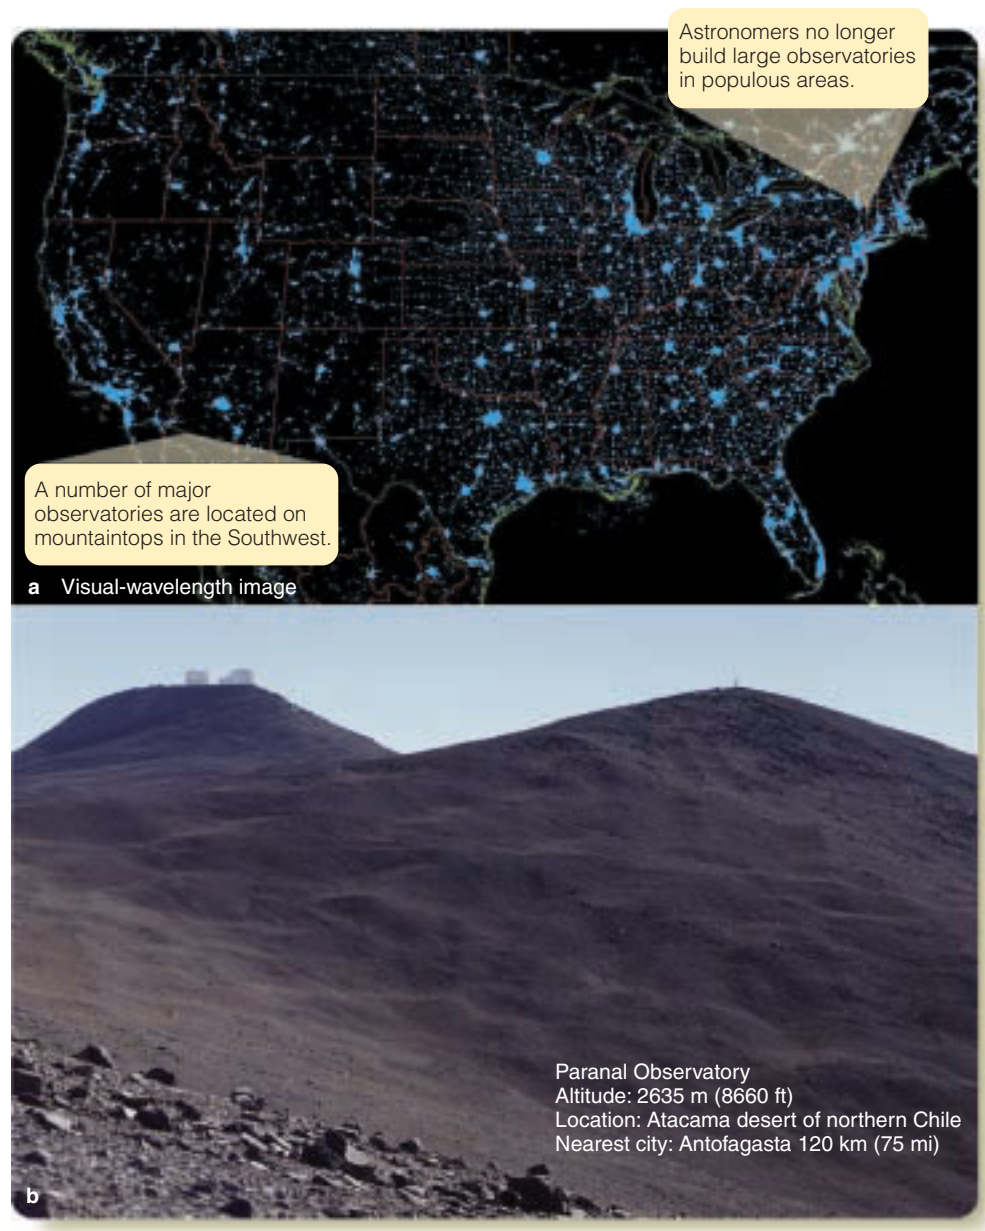 Astronomers no longer
build large observatories
in populous areas.
A number of major
observatories are located on
mountaintops in the Southwest.
a Visual-wavelength image
Paranal Observatory
Altitude: 2635 m (8660 ft)
Location: Atacama desert of northern Chile
Nearest city: Antofagasta 120 km (75 mi)
b